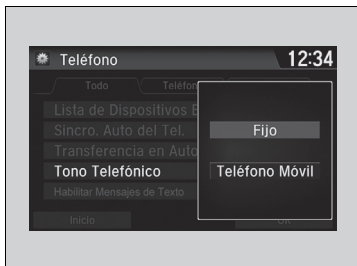 Teléfono
12:34
Todo
Teléfon
Lista de Dispositivos B
Sincro. Auto del Tel.
Transferencia en Auto
Tono Telefónico
Habilitar Mensajes de Texto
Fijo
Teléfono Móvil
Inicio
OK